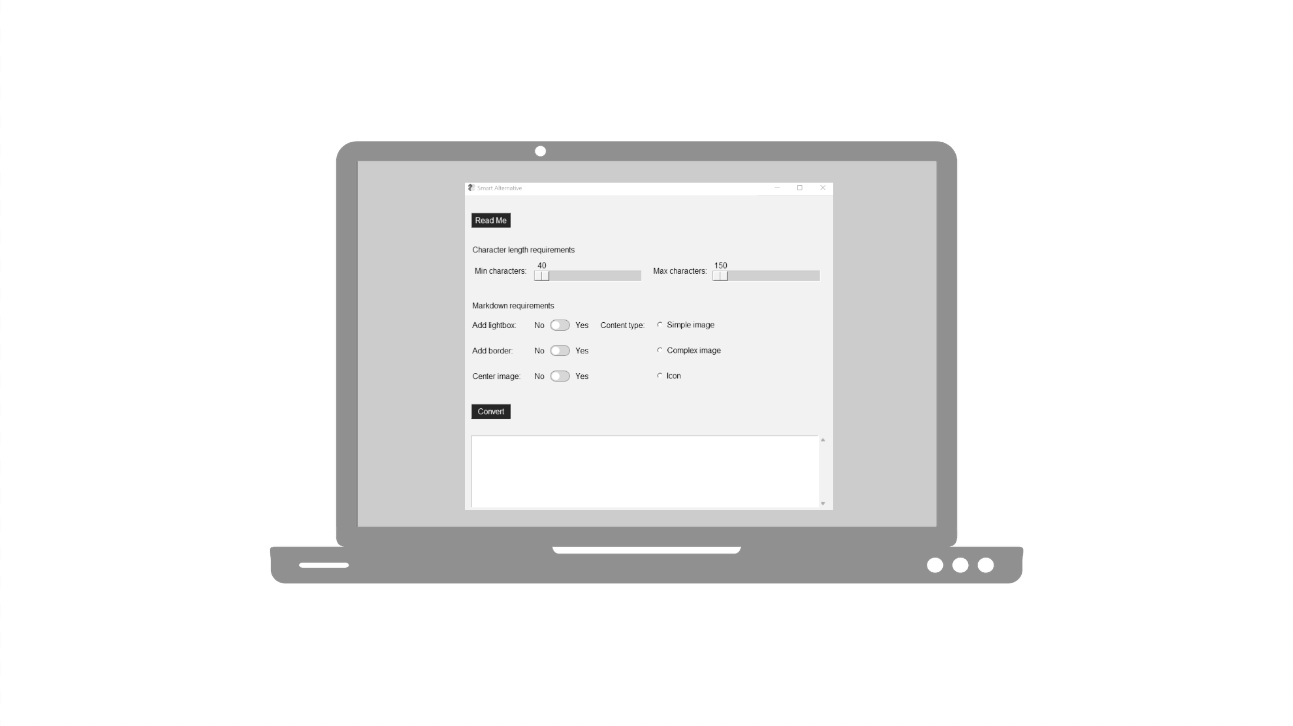 Smart Alternative
Read Me
Character length requirements
40 150
Min characters: Max characters:
Markdown requirements
Add lightbox: No Yes Content type: Simple image
Add border: No Yes Complex image
Center image: No Yes Icon
Convert